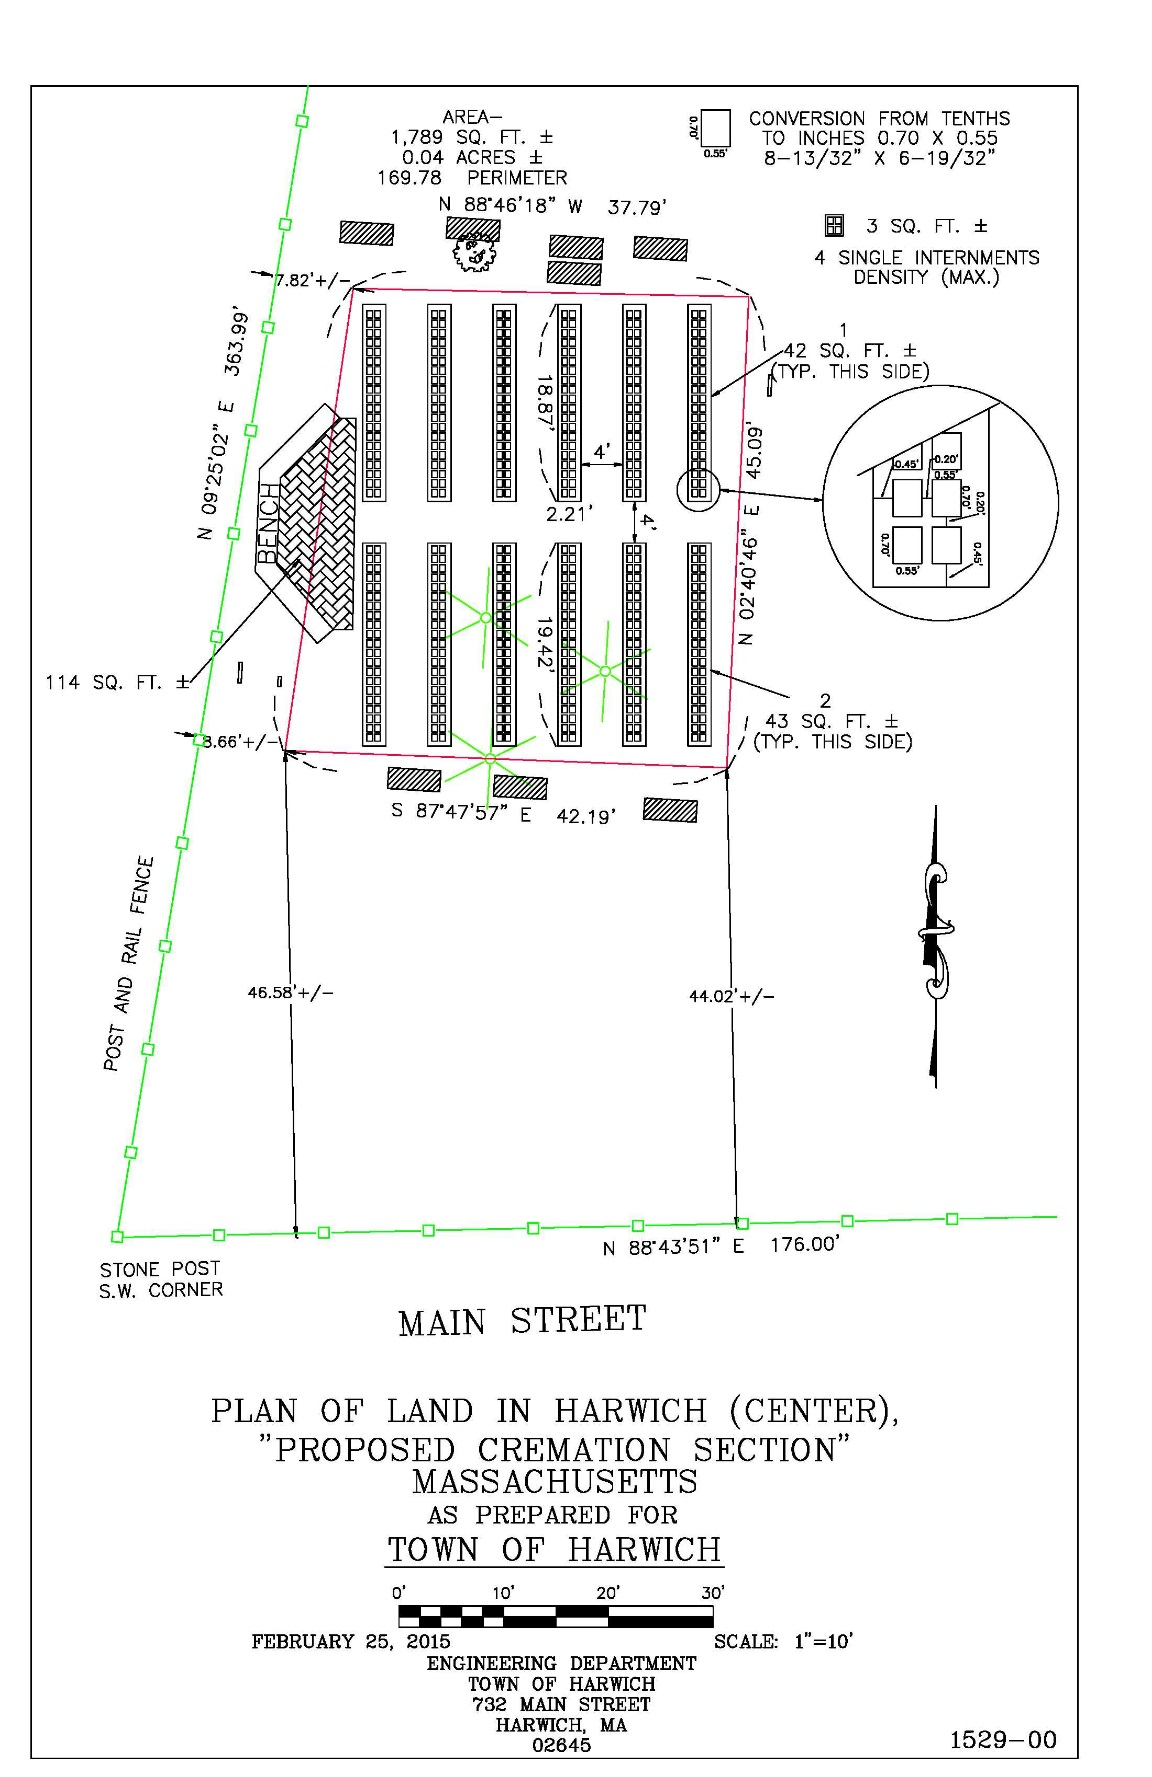 AREA-
1,789 SQ. FT. ±
0.04 ACRES ±
169.78 PERIMETER
N 88°46'18" W 37.79'
0.70'
0.55'
CONVERSION FROM TENTHS
TO INCHES 0.70 X 0.55
8-13/32" X 6-19/32"
3 SQ. FT. ±
4 SINGLE INTERNMENTS
DENSITY (MAX.)
7.82'+/-
N 09°25'02" E 363.99'
1
42 SQ. FT. ±
(TYP. THIS SIDE)
18.87'
4'
2.21'
4'
N 02°40'46" E 45.09'
0.45'
0.20'
0.55'
0.70'
0.20'
0.70'
0.55'
0.45'
BENCH
19.42'
114 SQ. FT. ±
2
43 SQ. FT. ±
(TYP. THIS SIDE)
8.66'+/-
S 87°47'57" E 42.19'
POST AND RAIL FENCE
46.58'+/-
44.02'+/-
N 88°43'51" E 176.00'
STONE POST
S.W. CORNER
MAIN STREET
PLAN OF LAND IN HARWICH (CENTER),
"PROPOSED CREMATION SECTION"
MASSACHUSETTS
AS PREPARED FOR
TOWN OF HARWICH
0' 10' 20' 30'
FEBRUARY 25, 2015 SCALE: 1"=10'
ENGINEERING DEPARTMENT
TOWN OF HARWICH
732 MAIN STREET
HARWICH, MA
02645
1529-00